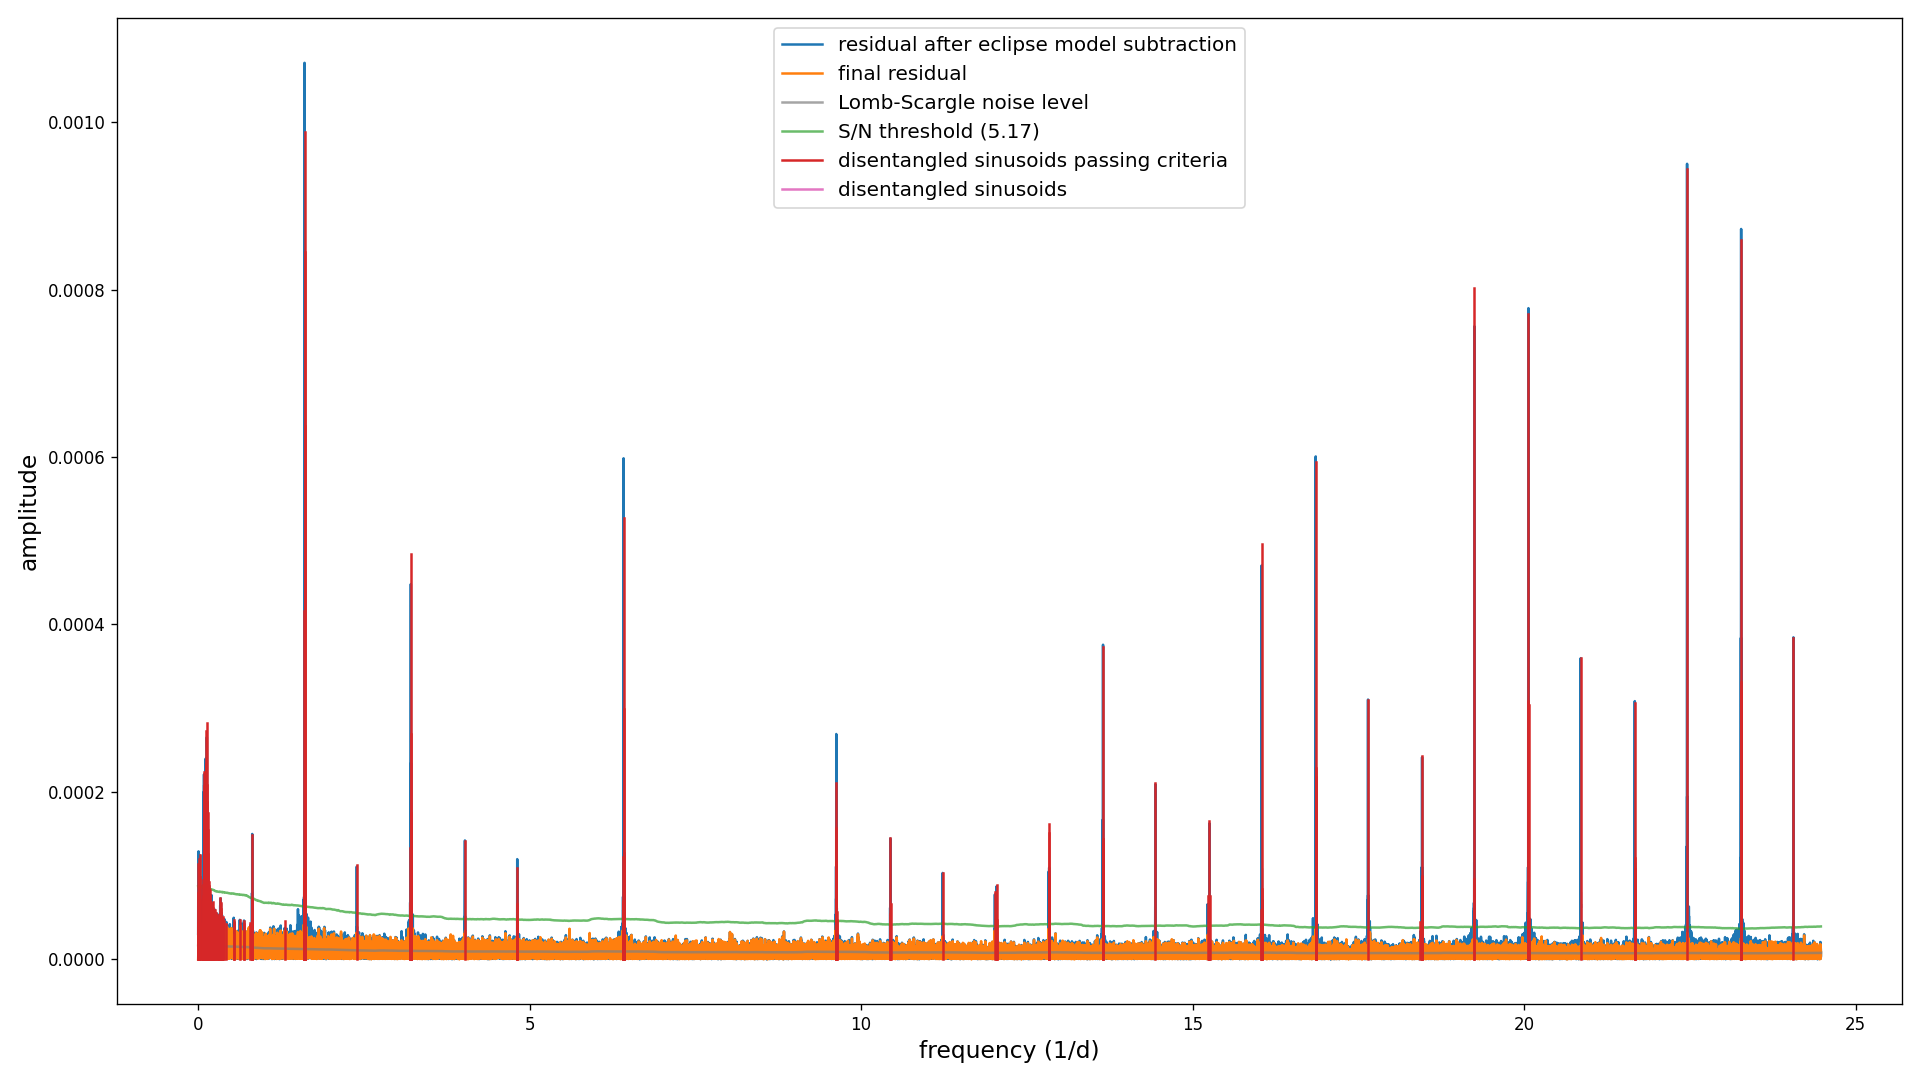 residual after eclipse model subtraction
final residual
Lomb-Scargle noise level
S/N threshold (5.17)
disentangled sinusoids passing criteria
disentangled sinusoids
amplitude
0.0010
0.0008
0.0006
0.0004
0.0002
0.0000
0 5 10 15 20 25
frequency (1/d)